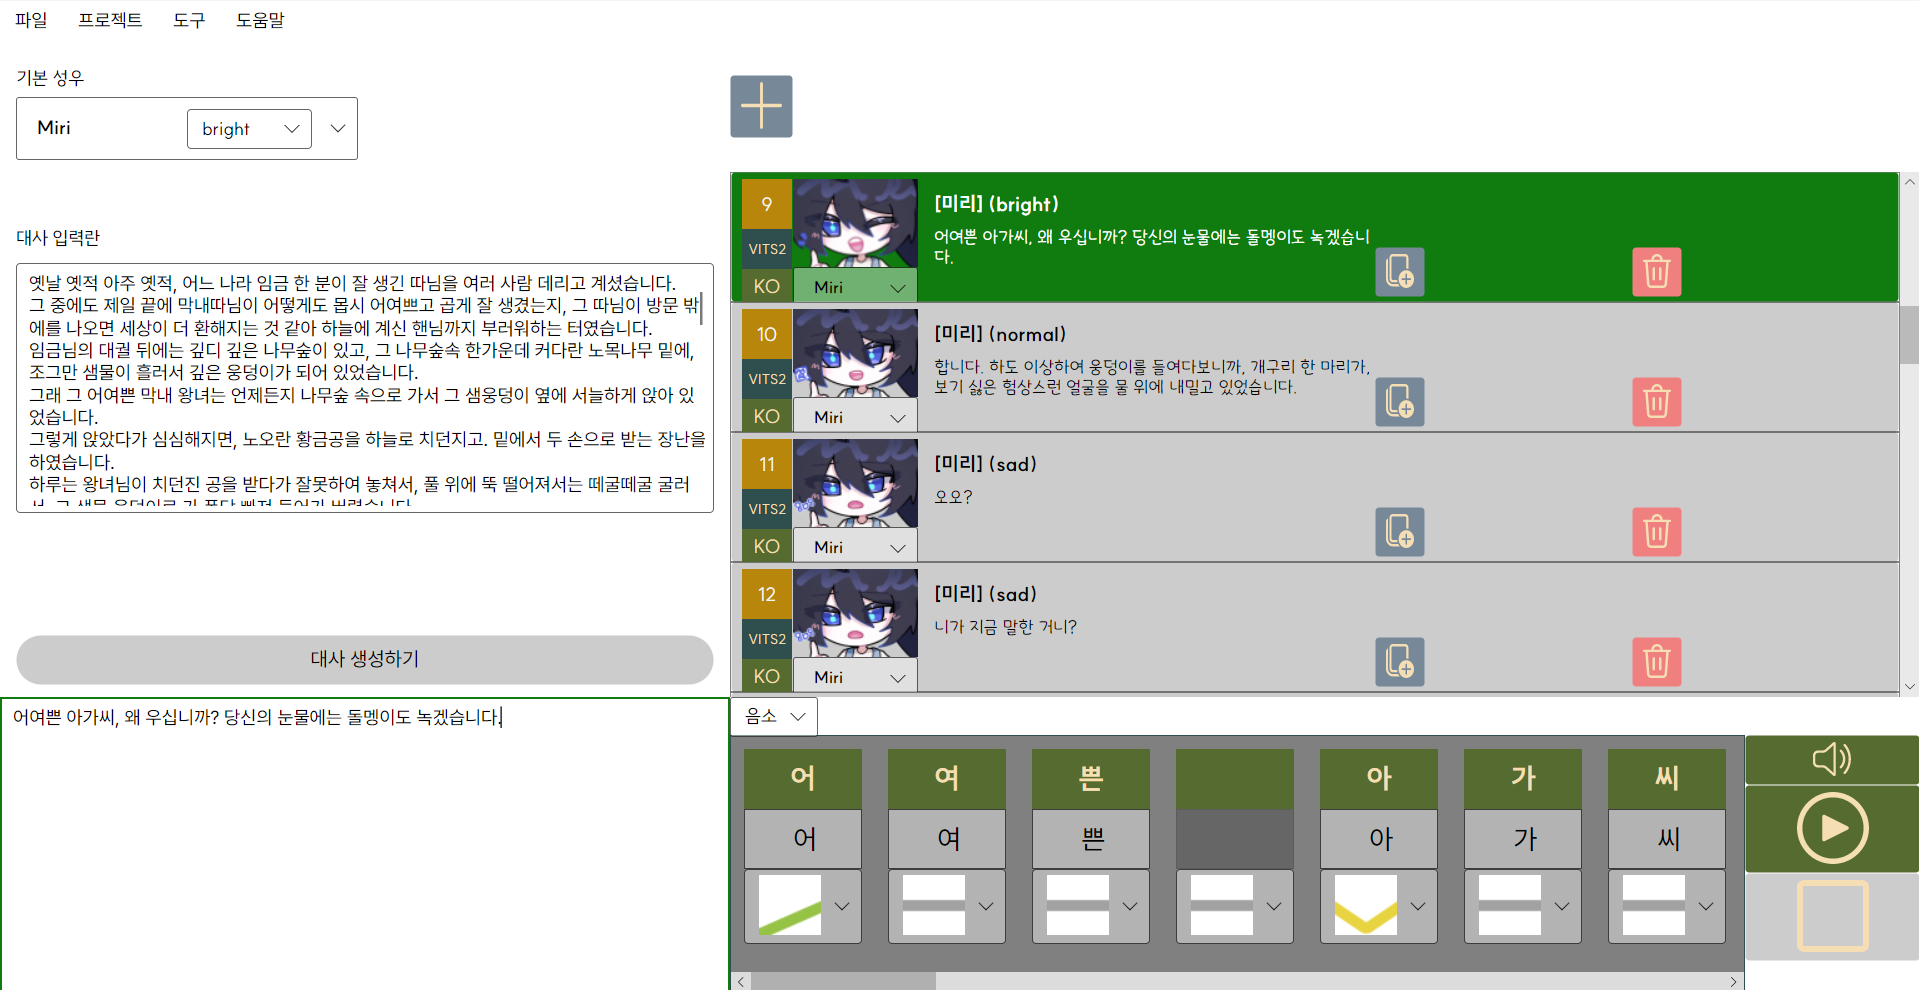 파일 프로젝트 도구 도움말
기본 성우
Miri bright
대사 입력란
옛날 옛적 아주 옛적, 어느 나라 임금 한 분이 잘 생긴 따님을 여러 사람 데리고 계셨습니다.
그 중에도 제일 끝에 막내따님이 어떻게도 몹시 어여쁘고 곱게 잘 생겼는지, 그 따님이 방문 밖
에를 나오면 세상이 더 환해지는 것 같아 하늘에 계신 핸님까지 부러워하는 터였습니다.
임금님의 대궐 뒤에는 깊디 깊은 나무숲이 있고, 그 나무숲속 한가운데 커다란 노목나무 밑에,
조그만 샘물이 흘러서 깊은 웅덩이가 되어 있었습니다.
그래 그 어여쁜 막내 왕녀는 언제든지 나무숲 속으로 가서 그 샘웅덩이 옆에 서늘하게 앉아 있
었습니다.
그렇게 앉았다가 심심해지면, 노오란 황금공을 하늘로 치던지고. 밑에서 두 손으로 받는 장난을
하였습니다.
하루는 왕녀님이 치던진 공을 받다가 잘못하여 놓쳐서, 풀 위에 뚝 떨어져서는 떼굴떼굴 굴러
대사 생성하기
어여쁜 아가씨, 왜 우십니까? 당신의 눈물에는 돌멩이도 녹겠습니다.
9
VITS2
KO
Miri
[미리] (bright)
어여쁜 아가씨, 왜 우십니까? 당신의 눈물에는 돌멩이도 녹겠습니
다.
10
VITS2
KO
Miri
[미리] (normal)
합니다. 하도 이상하여 웅덩이를 들여다보니까, 개구리 한 마리가,
보기 싫은 험상스런 얼굴을 물 위에 내밀고 있었습니다.
11
VITS2
KO
Miri
[미리] (sad)
오오?
12
VITS2
KO
Miri
[미리] (sad)
니가 지금 말한 거니?
음소
어 여 쁜 아 가 씨
어 여 쁜 아 가 씨